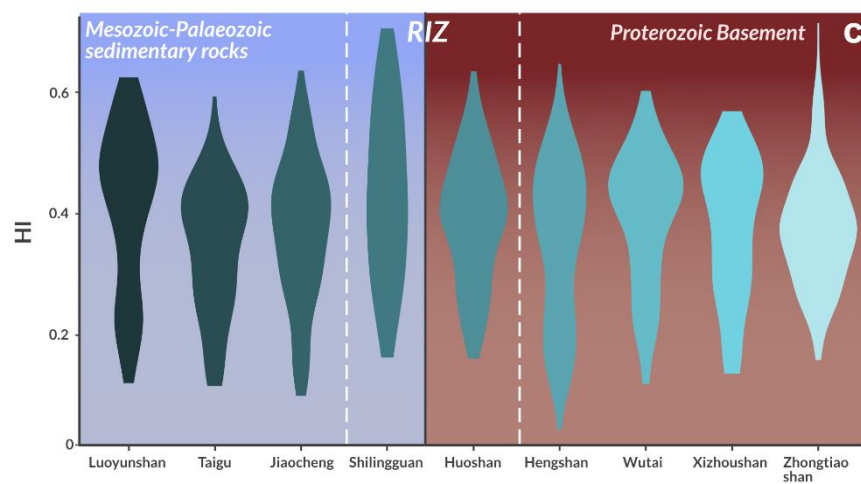 Mesozoic-Palaeozoic
sedimentary rocks
RIZ
Proterozoic Basement
C
HI
0.6
0.4
0.2
0
Luoyunshan
Taigu
Jiaocheng
Shilingguan
Huoshan
Hengshan
Wutai
Xizhoushan
Zhongtiao
shan